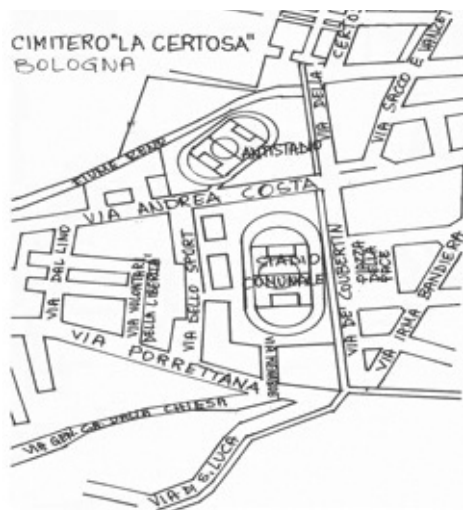 CIMITERO "LA CERTOSA"
BOLOGNA
VIA DELLA CERTOSA
VIA SACCO E VANZETTI
FIUME RENO
ANTISTADIO
VIA ANDREA COSTA
VIA DAL LINO
VIA VOLONTARI
DELLA LIBERTA'
VIA DELLO SPORT
STADIO
COMUNALE
VIA DE' COUBERTIN
PIAZZA
DELLA
PACE
VIA IRMA BANDIERA
VIA PORRETTANA
VIA
VIA GEN. C.A. DALLA CHIESA
VIA DI S. LUCA